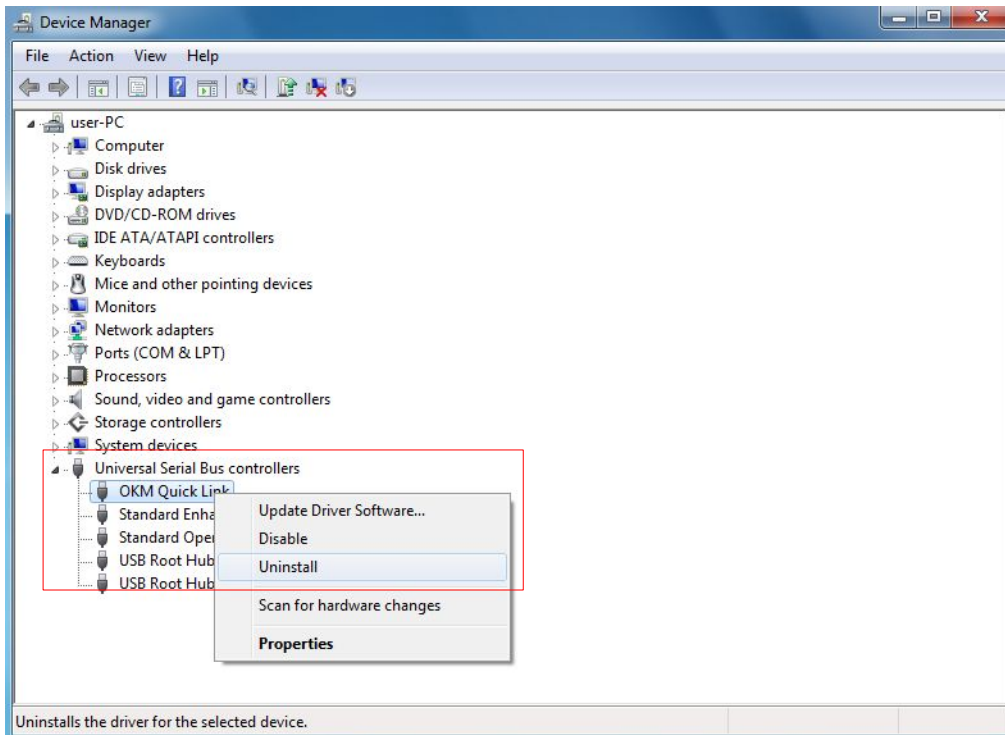 Device Manager
File Action View Help
user-PC
Computer
Disk drives
Display adapters
DVD/CD-ROM drives
IDE ATA/ATAPI controllers
Keyboards
Mice and other pointing devices
Monitors
Network adapters
Ports (COM & LPT)
Processors
Sound, video and game controllers
Storage controllers
System devices
Universal Serial Bus controllers
OKM Quick Link
Standard Enha
Standard Ope
USB Root Hub
USB Root Hub
Update Driver Software...
Disable
Uninstall
Scan for hardware changes
Properties
Uninstalls the driver for the selected device.